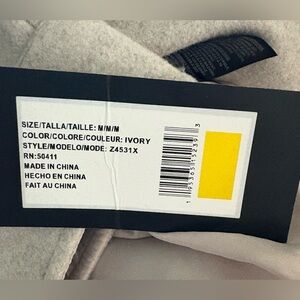 SIZE/TALLA/TAILLE: M/M/M
COLOR/COLORE/COULEUR: IVORY
STYLE/MODELO/MODE: Z4531X
RN:50411
MADE IN CHINA
HECHO EN CHINA
FAIT AU CHINA